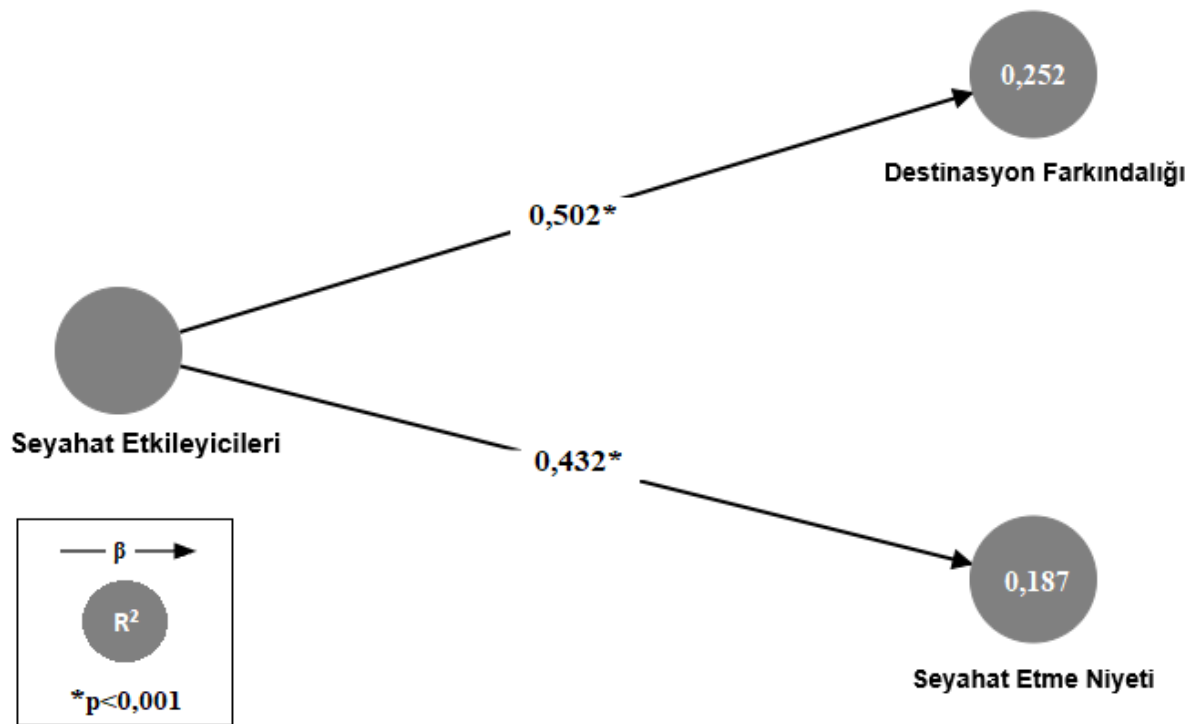 0,252
Destinasyon Farkındalığı
0,502*
Seyahat Etkileyicileri
0,432*
0,187
Seyahat Etme Niyeti
β
R²
*p<0,001